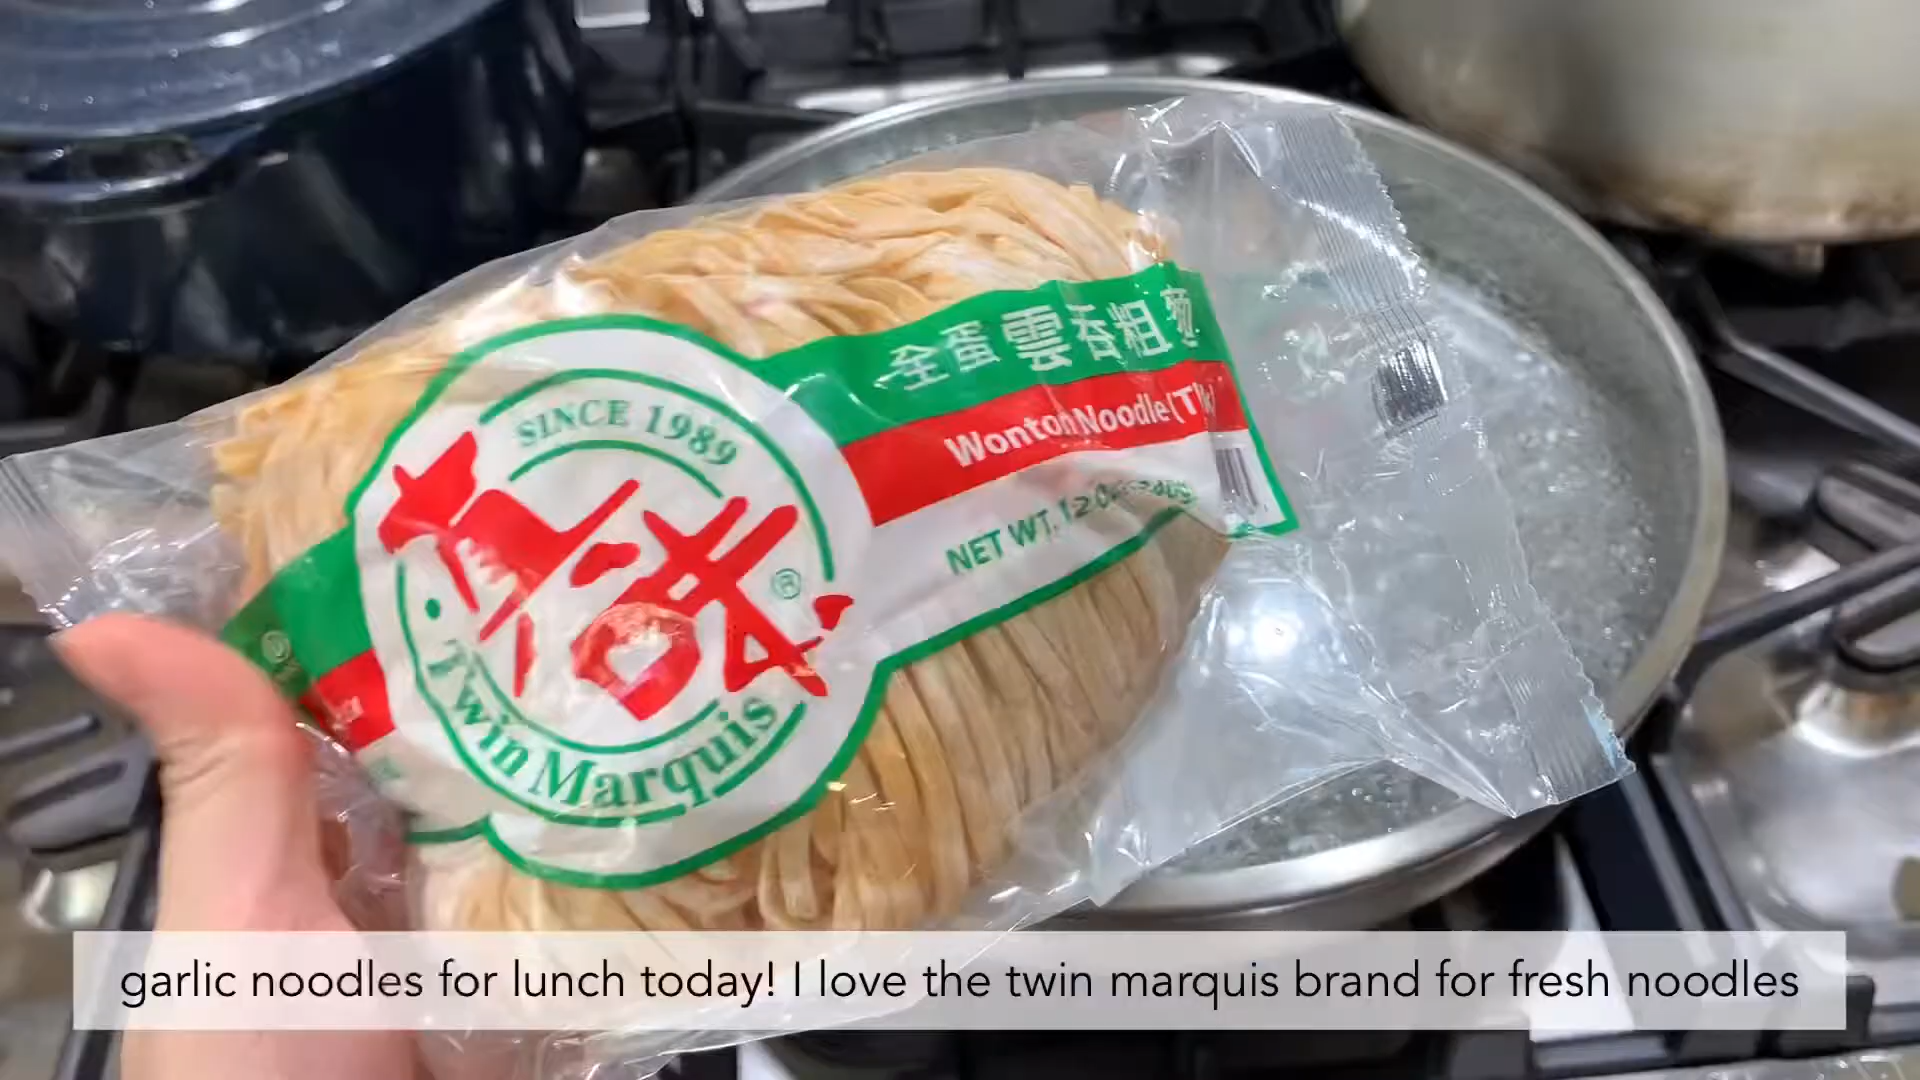 全蛋雲吞粗麵
Wonton Noodle
NET WT. 12.0
SINCE 1989
®
Twin Marquis
garlic noodles for lunch today! I love the twin marquis brand for fresh noodles